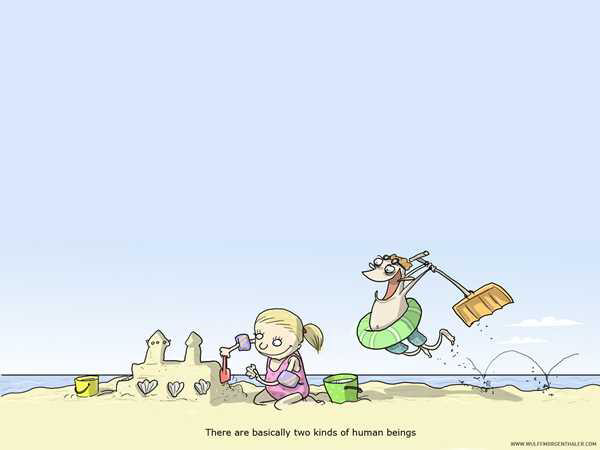 There are basically two kinds of human beings
WWW.WULFFMORGENTHALER.COM